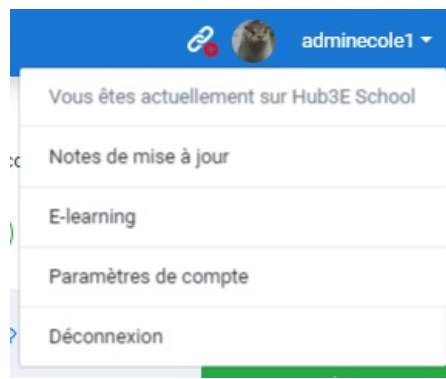 adminecole1
Vous êtes actuellement sur Hub3E School
Notes de mise à jour
E-learning
Paramètres de compte
Déconnexion